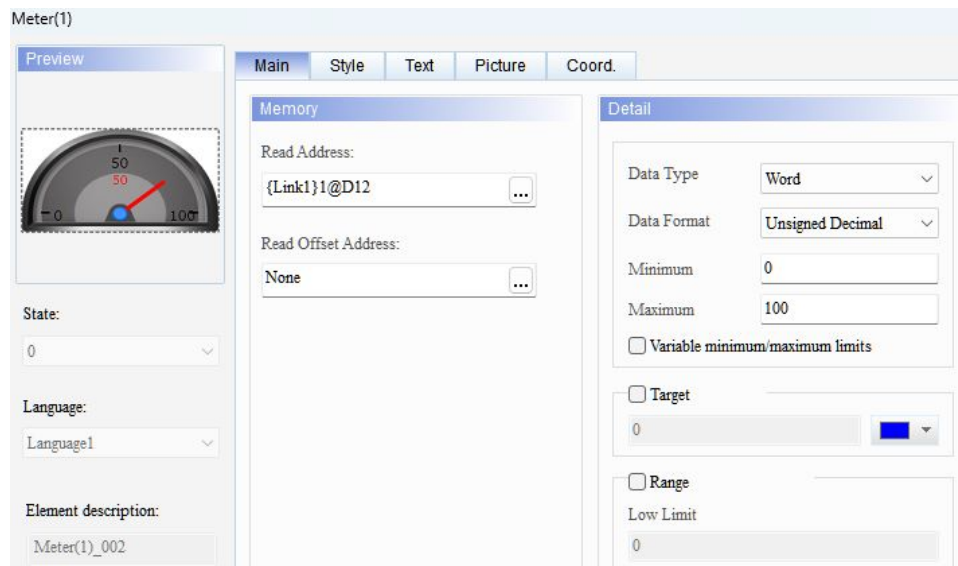 Meter(1)
Preview
50
50
0
100
State:
0
Language:
Language1
Element description:
Meter(1)_002
Main Style Text Picture Coord.
Memory
Read Address:
{Link1}1@D12
...
Read Offset Address:
None
...
Detail
Data Type Word
Data Format Unsigned Decimal
Minimum 0
Maximum 100
Variable minimum/maximum limits
Target
0
Range
Low Limit
0